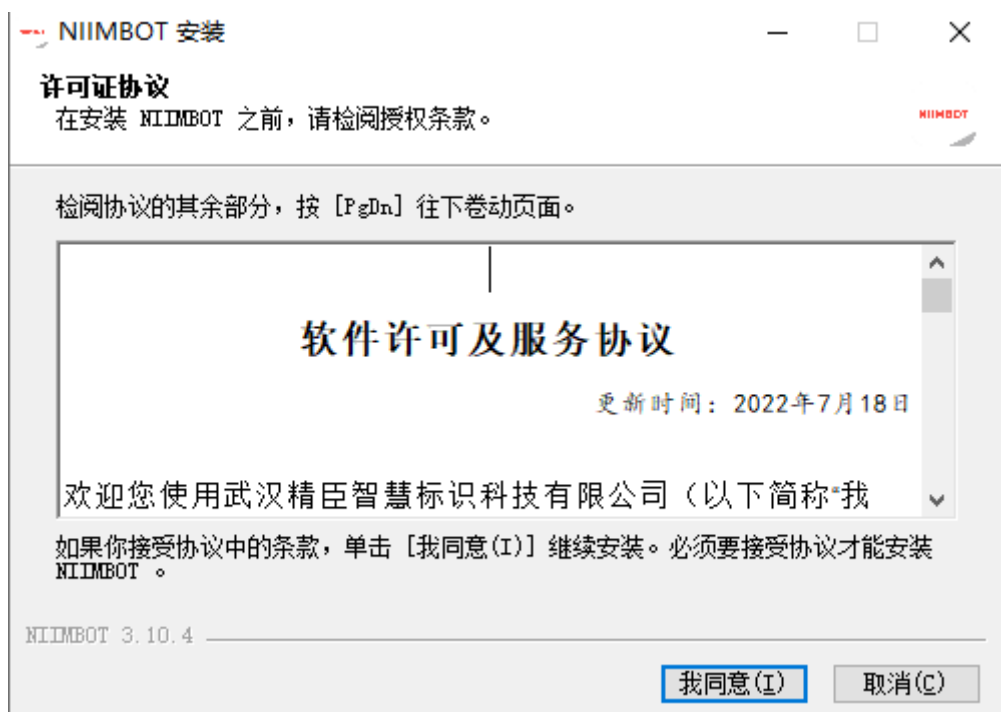 NIIMBOT 安装
许可证协议
在安装 NIIMBOT 之前，请检阅授权条款。
NIIMBOT
检阅协议的其余部分，按 [PgDn] 往下卷动页面。
软件许可及服务协议
更新时间：2022年7月18日
欢迎您使用武汉精臣智慧标识科技有限公司（以下简称“我
如果你接受协议中的条款，单击 [我同意(I)] 继续安装。必须要接受协议才能安装
NIIMBOT 。
NIIMBOT 3.10.4
我同意(I)
取消(C)